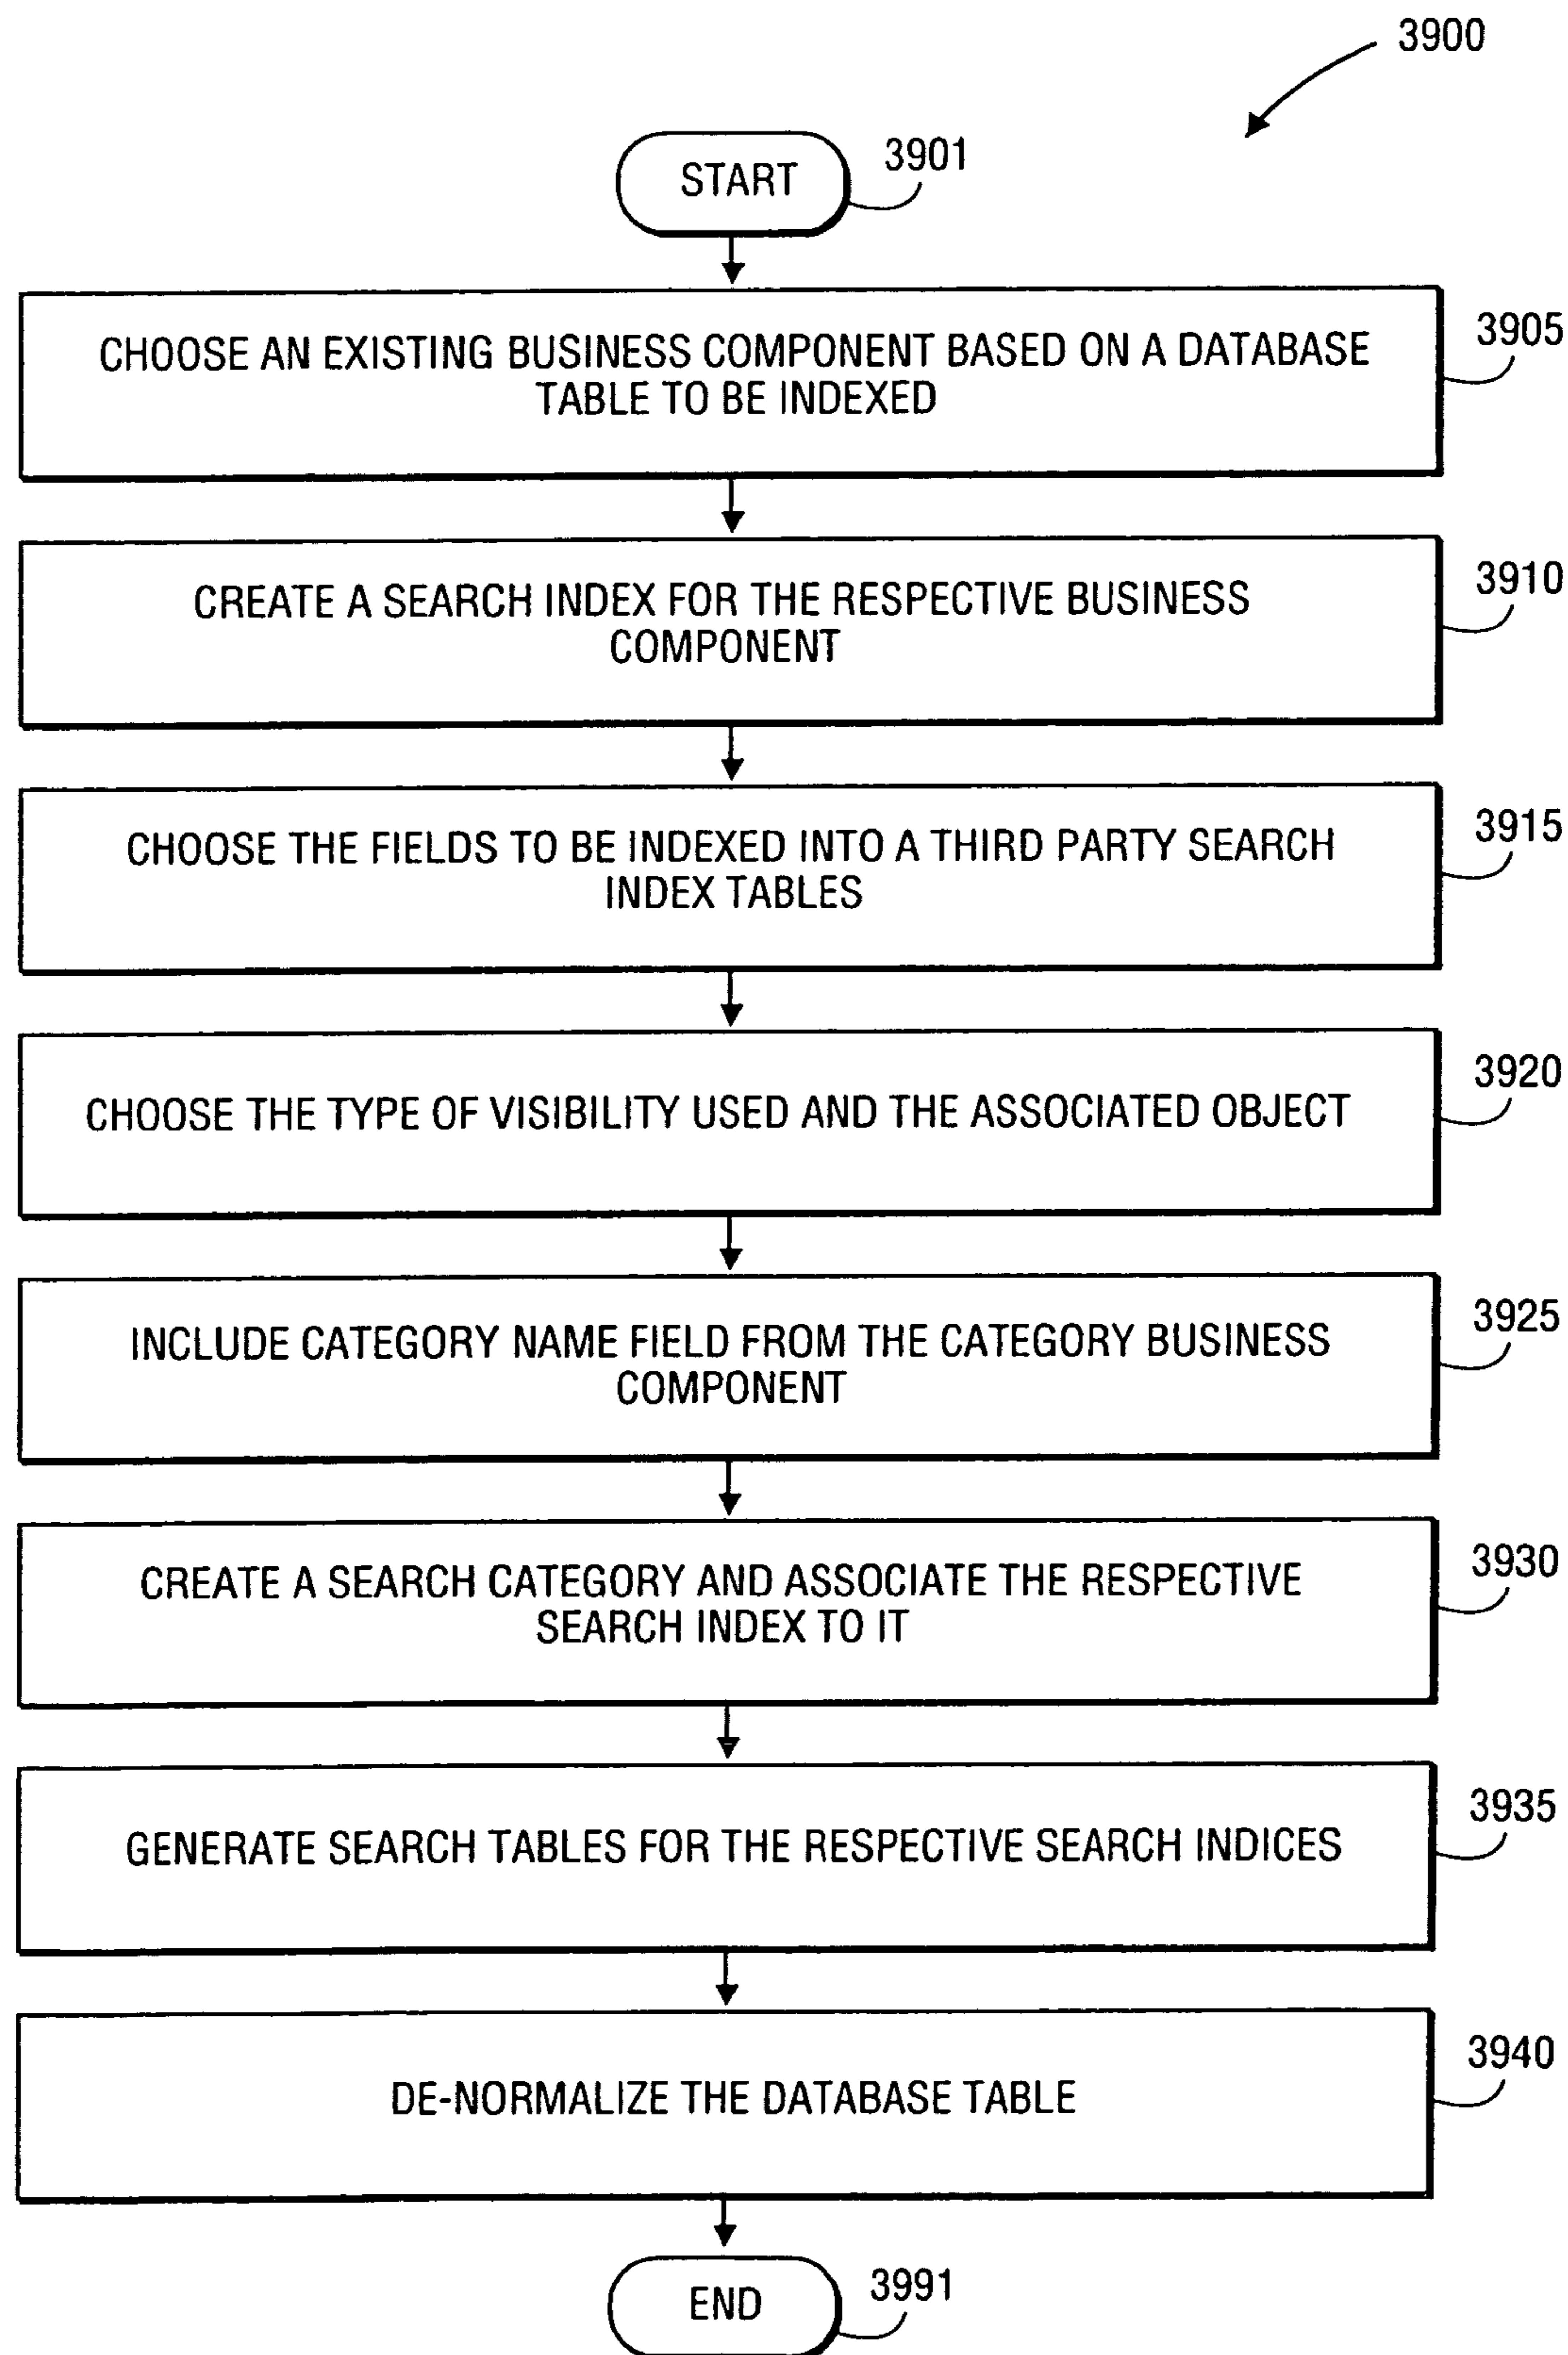 3900
START
3901
CHOOSE AN EXISTING BUSINESS COMPONENT BASED ON A DATABASE
TABLE TO BE INDEXED
3905
CREATE A SEARCH INDEX FOR THE RESPECTIVE BUSINESS
COMPONENT
3910
CHOOSE THE FIELDS TO BE INDEXED INTO A THIRD PARTY SEARCH
INDEX TABLES
3915
CHOOSE THE TYPE OF VISIBILITY USED AND THE ASSOCIATED OBJECT
3920
INCLUDE CATEGORY NAME FIELD FROM THE CATEGORY BUSINESS
COMPONENT
3925
CREATE A SEARCH CATEGORY AND ASSOCIATE THE RESPECTIVE
SEARCH INDEX TO IT
3930
GENERATE SEARCH TABLES FOR THE RESPECTIVE SEARCH INDICES
3935
DE-NORMALIZE THE DATABASE TABLE
3940
END
3991